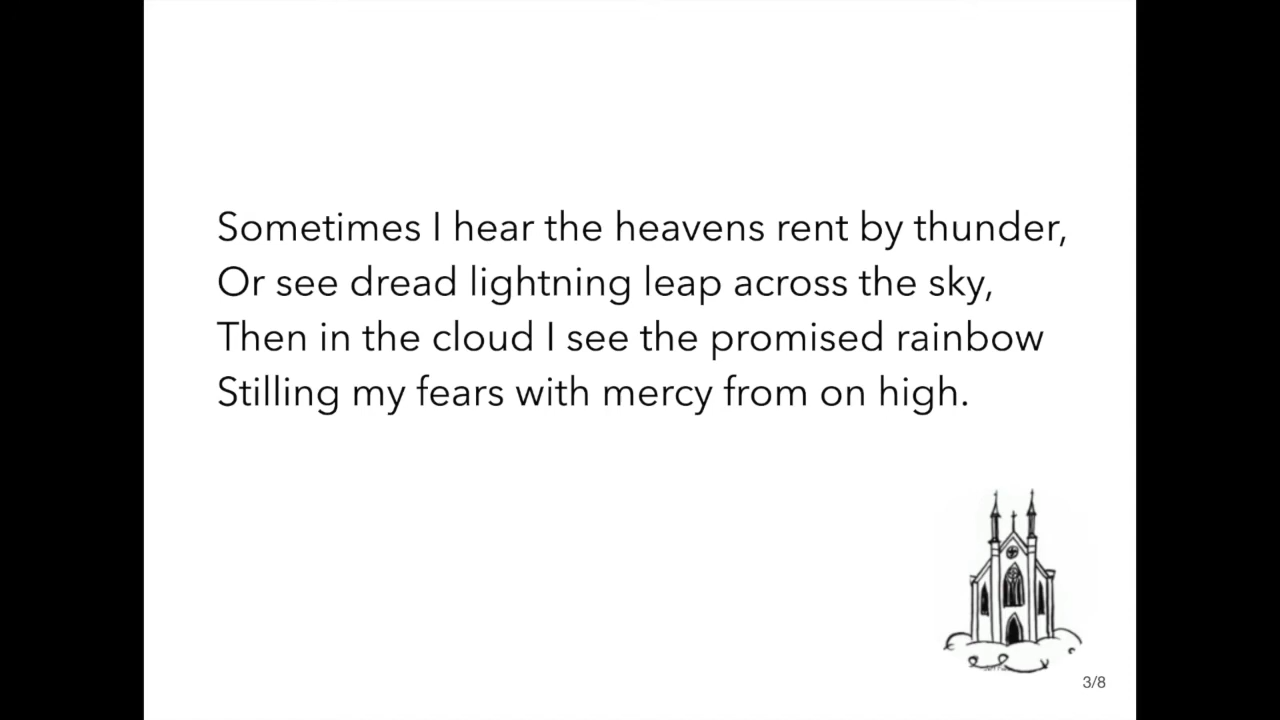 Sometimes I hear the heavens rent by thunder,
Or see dread lightning leap across the sky,
Then in the cloud I see the promised rainbow
Stilling my fears with mercy from on high.
3/8